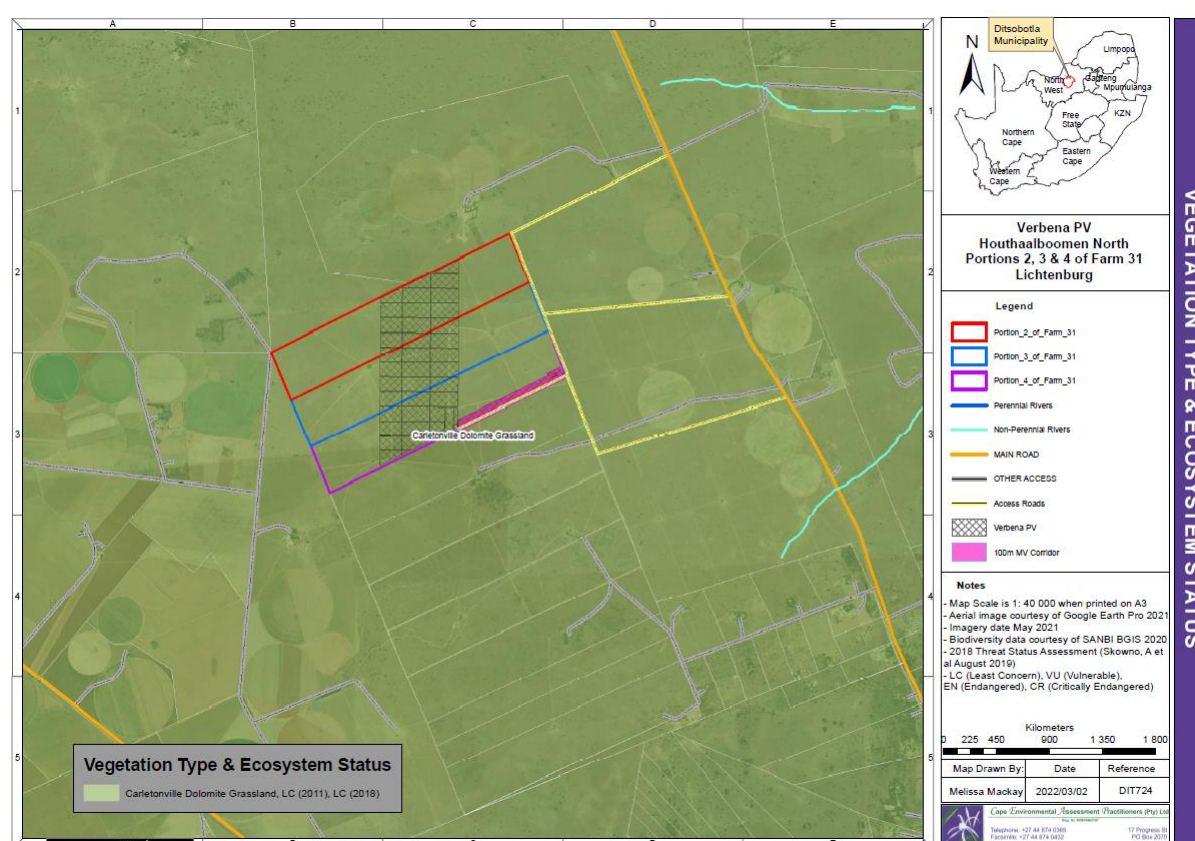 A B C D E
1 1
2 2
3 3
4 4
5 5
Carletonville Dolomite Grassland
Vegetation Type & Ecosystem Status
Carletonville Dolomite Grassland, LC (2011), LC (2018)
Ditsobotla
Municipality
N
Limpopo
North
West
Gauteng
Mpumulanga
Free
State
KZN
Northern
Cape
Eastern
Cape
Western
Cape
Verbena PV
Houthaalboomen North
Portions 2, 3 & 4 of Farm 31
Lichtenburg
Legend
Portion_2_of_Farm_31
Portion_3_of_Farm_31
Portion_4_of_Farm_31
Perennial Rivers
Non-Perennial Rivers
MAIN ROAD
OTHER ACCESS
Access Roads
Verbena PV
100m MV Corridor
Notes
- Map Scale is 1: 40 000 when printed on A3
- Aerial image courtesy of Google Earth Pro 2021
- Imagery date May 2021
- Biodiversity data courtesy of SANBI BGIS 2020
- 2018 Threat Status Assessment (Skowno, A et
al August 2019)
- LC (Least Concern), VU (Vulnerable),
EN (Endangered), CR (Critically Endangered)
Kilometers
0 225 450 900 1 350 1 800
Map Drawn By: Date Reference
Melissa Mackay 2022/03/02 DIT724
Cape Environmental Assessment Practitioners (Pty) Ltd
Telephone: +27 44 874 0365
Facsimile: +27 44 874 0432
17 Progress St
PO Box 2070
VEGETATION TYPE & ECOSYSTEM STATUS